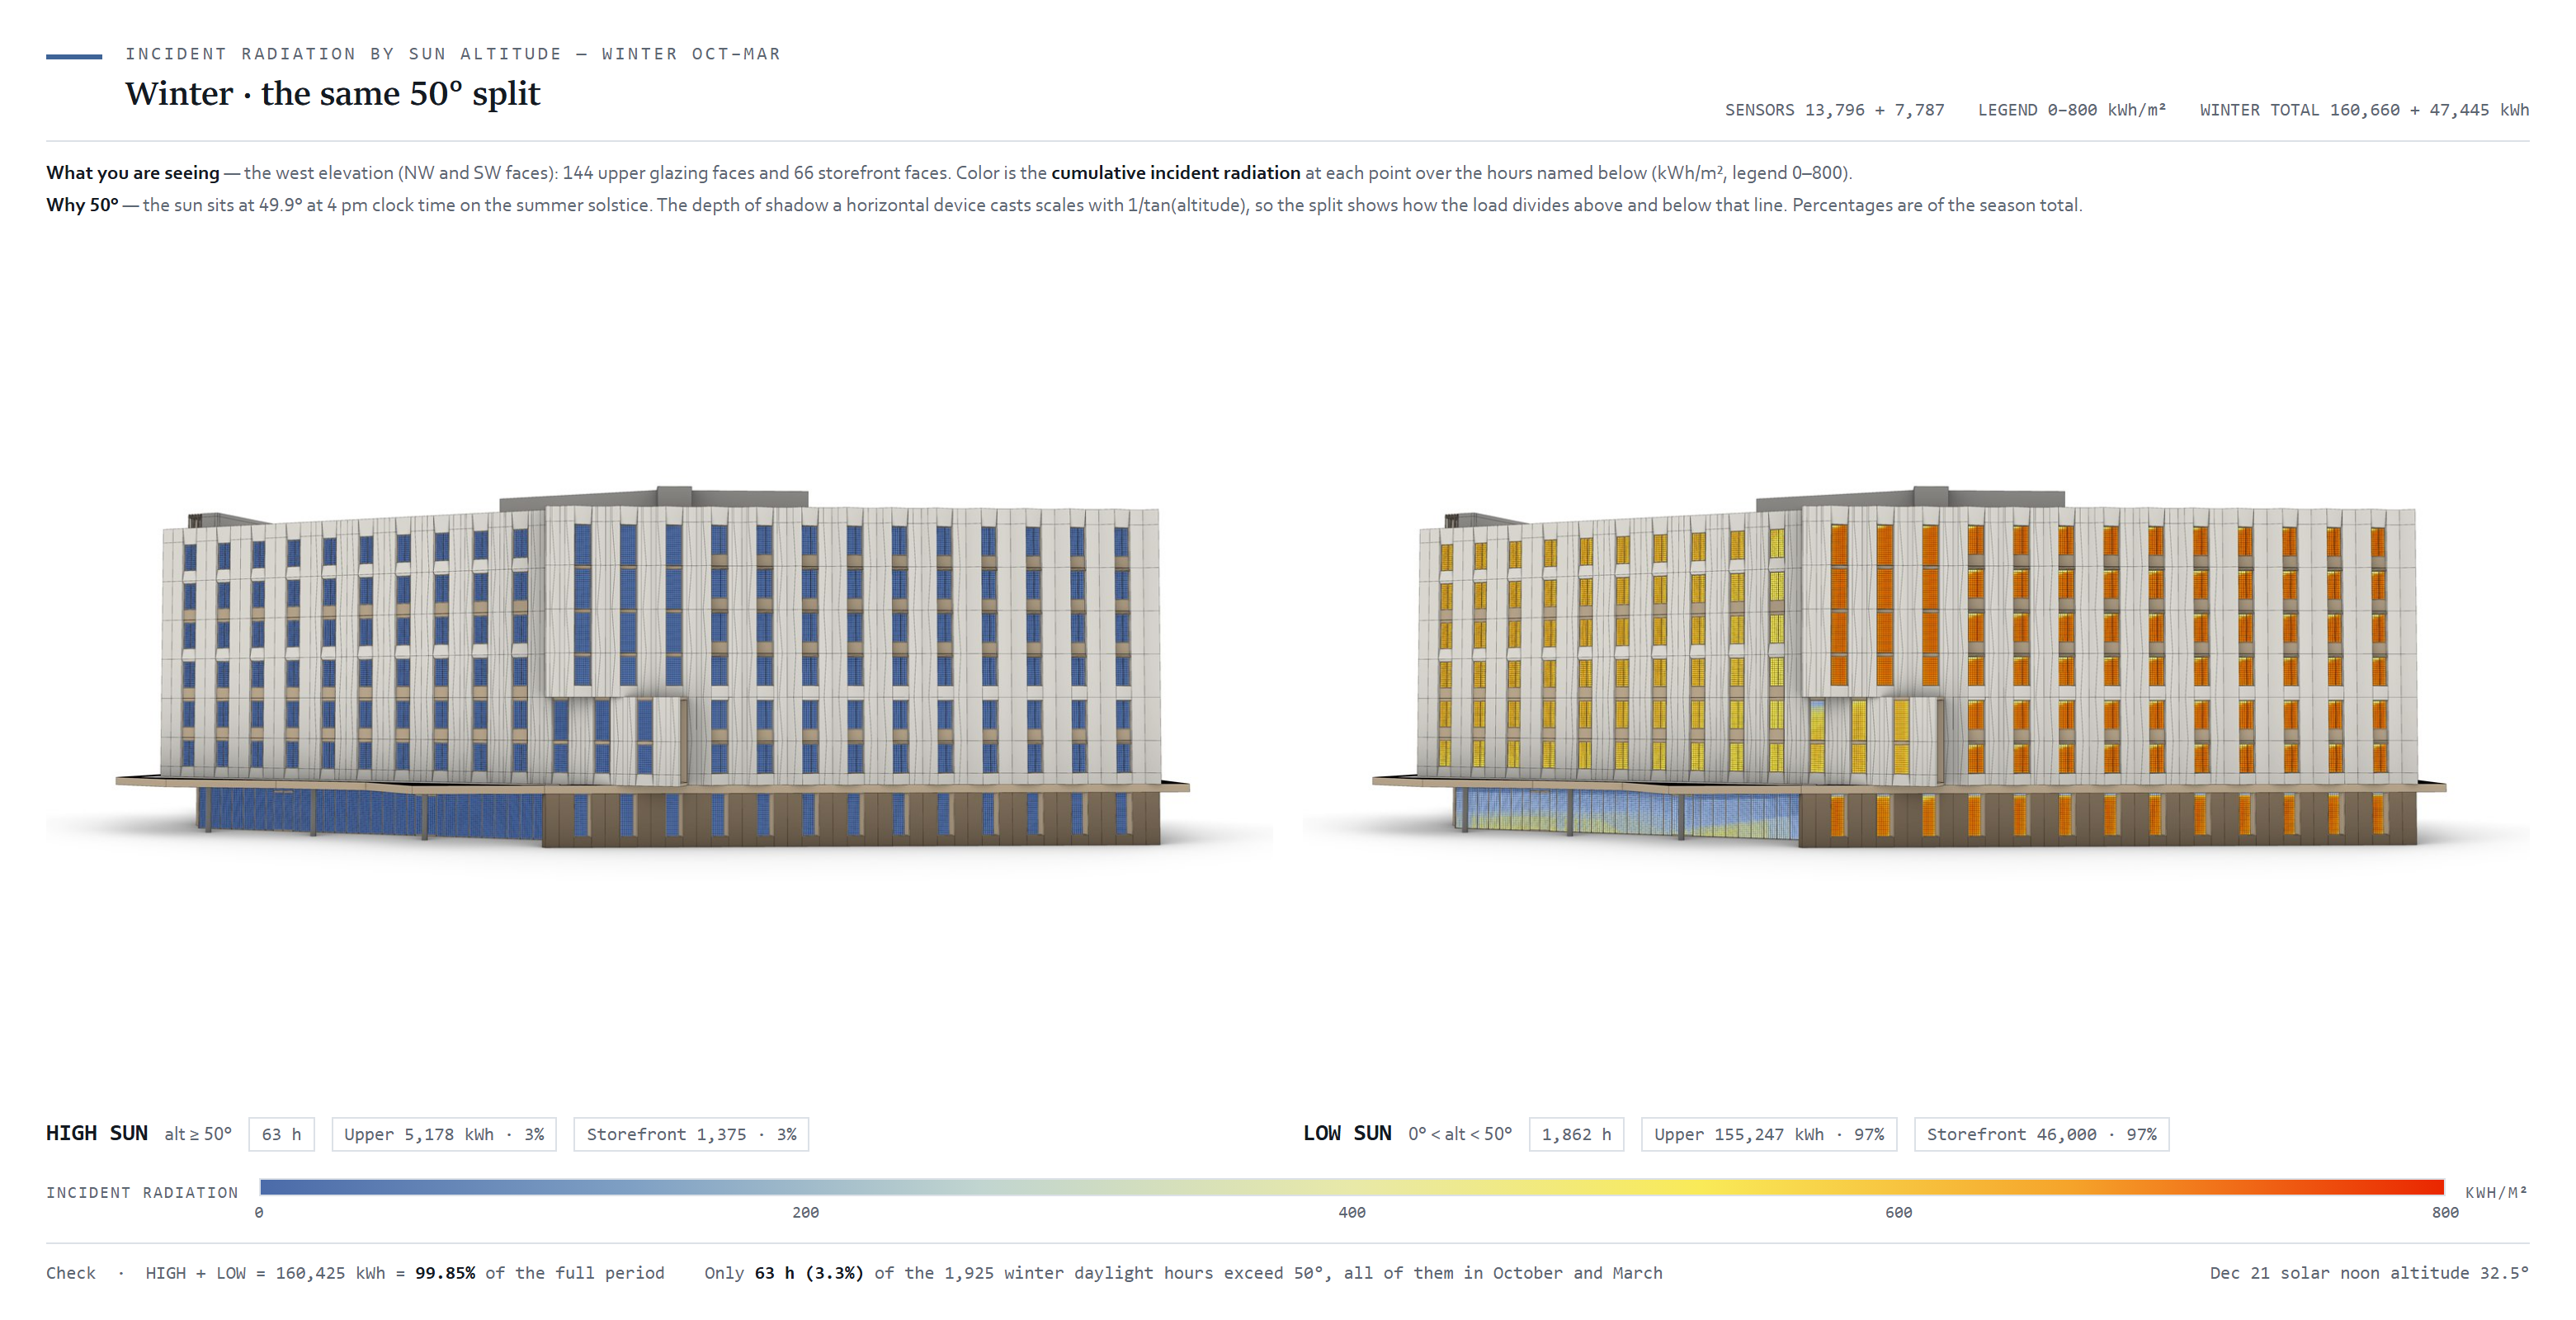 INCIDENT RADIATION BY SUN ALTITUDE — WINTER OCT–MAR
Winter · the same 50° split
SENSORS 13,796 + 7,787 LEGEND 0–800 kWh/m² WINTER TOTAL 160,660 + 47,445 kWh
What you are seeing — the west elevation (NW and SW faces): 144 upper glazing faces and 66 storefront faces. Color is the cumulative incident radiation at each point over the hours named below (kWh/m², legend 0–800).
Why 50° — the sun sits at 49.9° at 4 pm clock time on the summer solstice. The depth of shadow a horizontal device casts scales with 1/tan(altitude), so the split shows how the load divides above and below that line. Percentages are of the season total.
HIGH SUN alt ≥ 50° 63 h Upper 5,178 kWh · 3% Storefront 1,375 · 3%
LOW SUN 0° < alt < 50° 1,862 h Upper 155,247 kWh · 97% Storefront 46,000 · 97%
INCIDENT RADIATION KWH/M²
0 200 400 600 800
Check · HIGH + LOW = 160,425 kWh = 99.85% of the full period Only 63 h (3.3%) of the 1,925 winter daylight hours exceed 50°, all of them in October and March Dec 21 solar noon altitude 32.5°